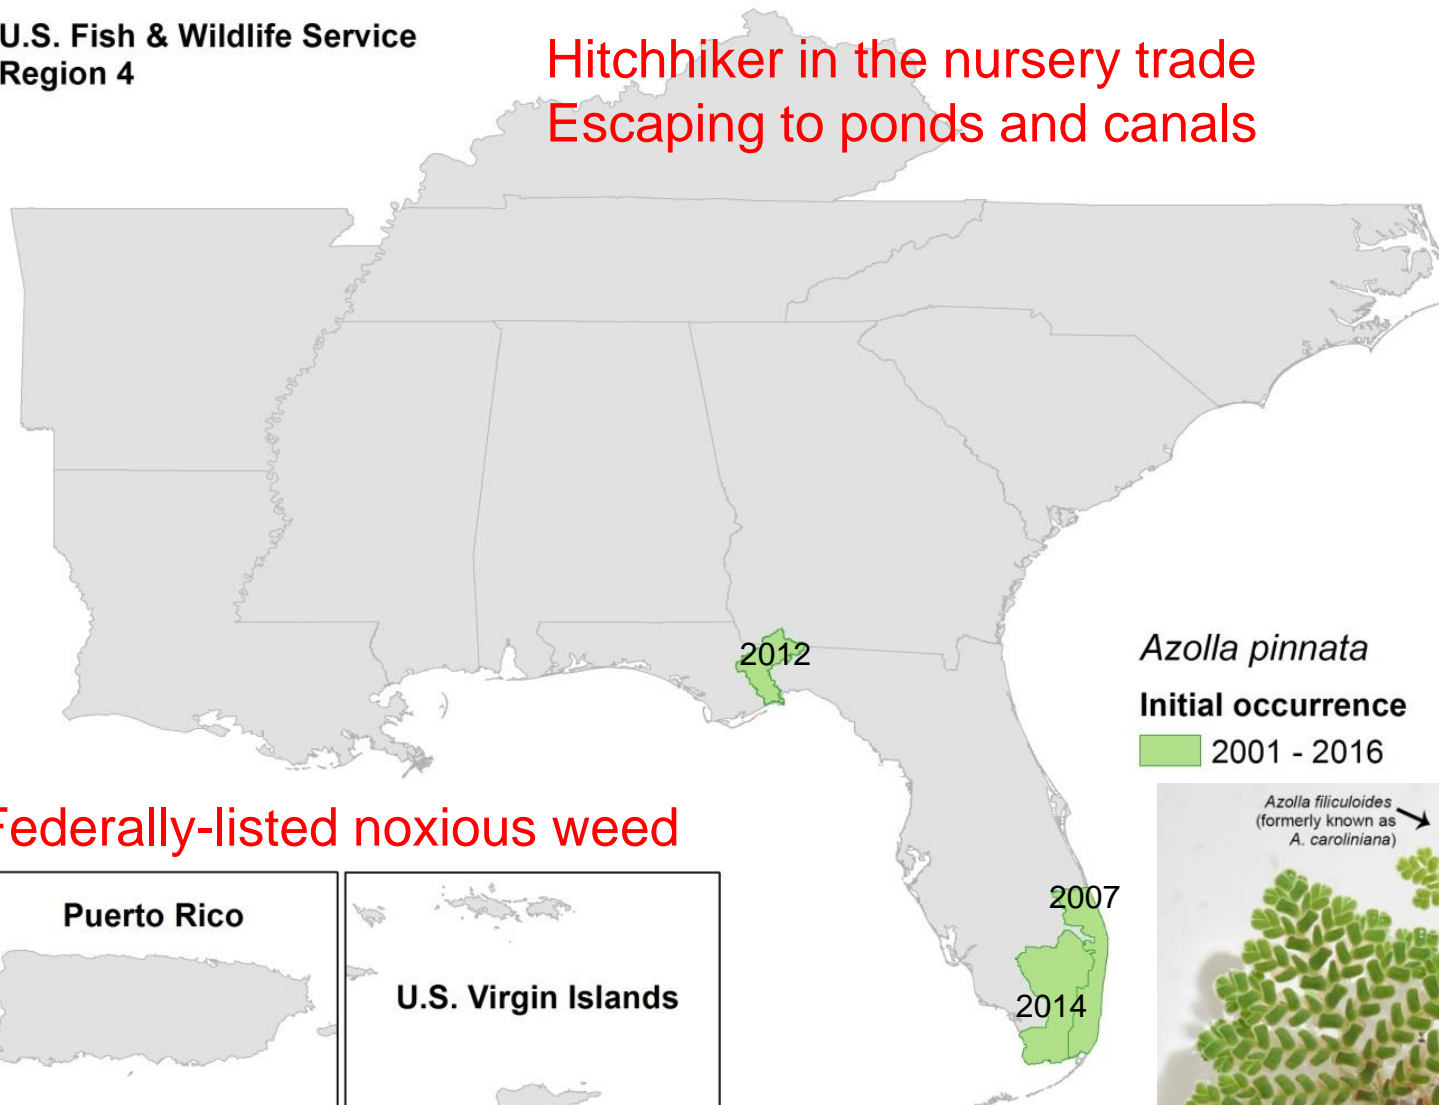 U.S. Fish & Wildlife Service
Region 4
Hitchhiker in the nursery trade
Escaping to ponds and canals
2012
Azolla pinnata
Initial occurrence
2001 - 2016
Federally-listed noxious weed
Azolla filiculoides
(formerly known as
A. caroliniana)
2007
Puerto Rico
U.S. Virgin Islands
2014